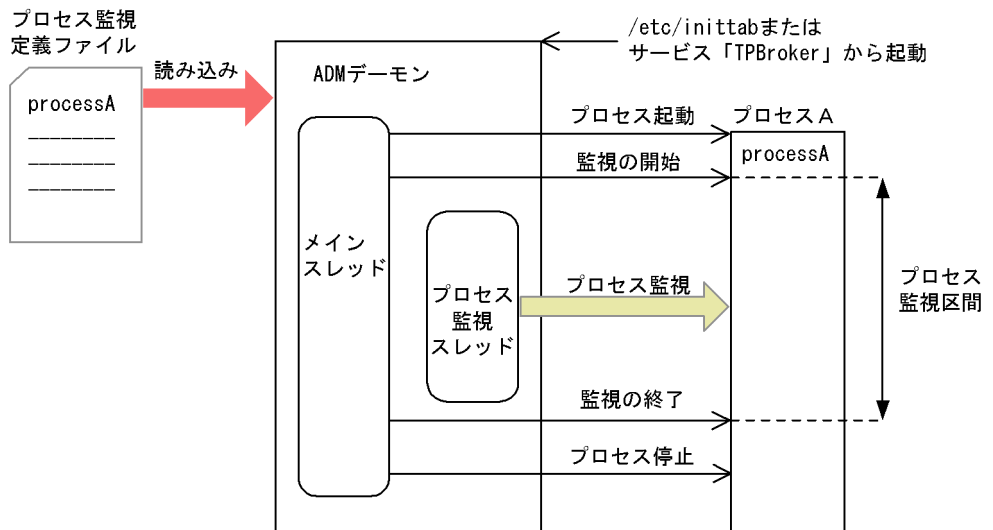 プロセス監視
定義ファイル
processA
読み込み
/etc/inittabまたは
サービス「TPBroker」から起動
ADMデーモン
プロセス起動
プロセスA
processA
監視の開始
メイン
スレッド
プロセス
監視
スレッド
プロセス監視
プロセス
監視区間
監視の終了
プロセス停止